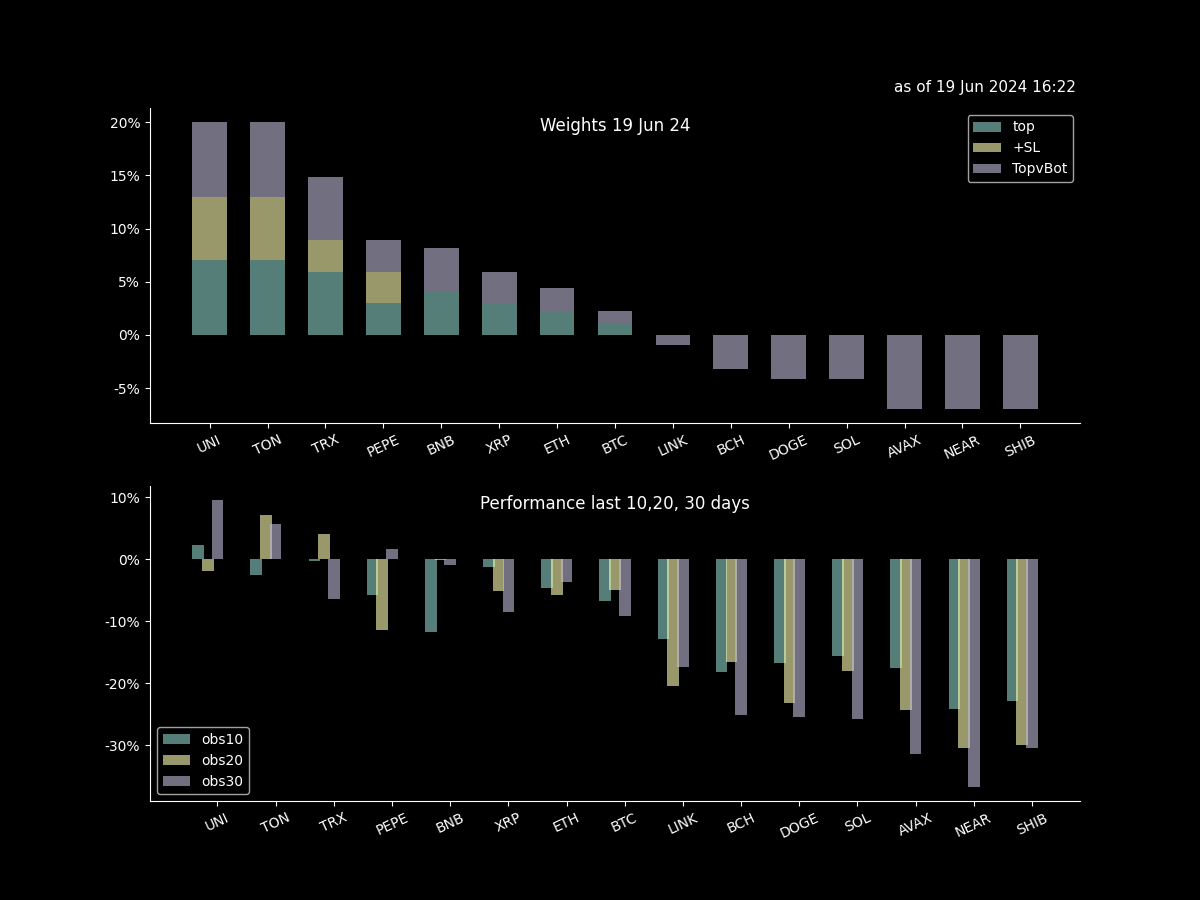 as of 19 Jun 2024 16:22
Weights 19 Jun 24
top
+SL
TopvBot
20%
15%
10%
5%
0%
-5%
UNI TON TRX PEPE BNB XRP ETH BTC LINK BCH DOGE SOL AVAX NEAR SHIB
Performance last 10,20, 30 days
10%
0%
-10%
-20%
-30%
obs10
obs20
obs30
UNI TON TRX PEPE BNB XRP ETH BTC LINK BCH DOGE SOL AVAX NEAR SHIB